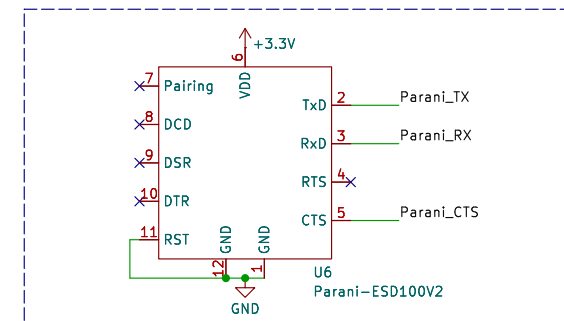 +3.3V
6
VDD
7 Pairing
8 DCD
9 DSR
10 DTR
11 RST
TxD 2 Parani_TX
RxD 3 Parani_RX
RTS 4
CTS 5 Parani_CTS
GND 12
GND 1
GND
U6
Parani-ESD100V2